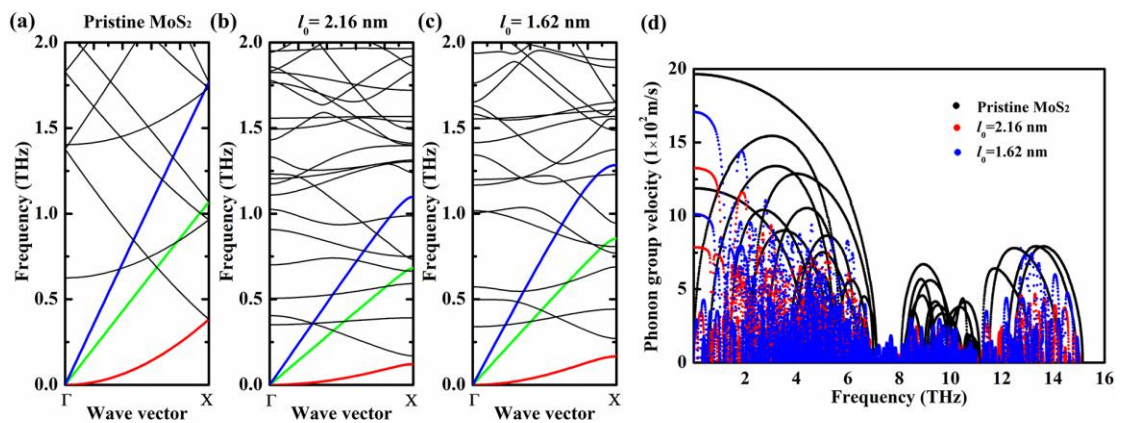 (a) Pristine MoS₂
2.0
1.5
1.0
0.5
0.0
Frequency (THz)
Γ X
Wave vector
(b) l₀= 2.16 nm
2.0
1.5
1.0
0.5
0.0
Frequency (THz)
Γ X
Wave vector
(c) l₀= 1.62 nm
2.0
1.5
1.0
0.5
0.0
Frequency (THz)
Γ X
Wave vector
(d)
20
15
10
5
0
Phonon group velocity (1×10² m/s)
Pristine MoS₂
l₀=2.16 nm
l₀=1.62 nm
2 4 6 8 10 12 14 16
Frequency (THz)